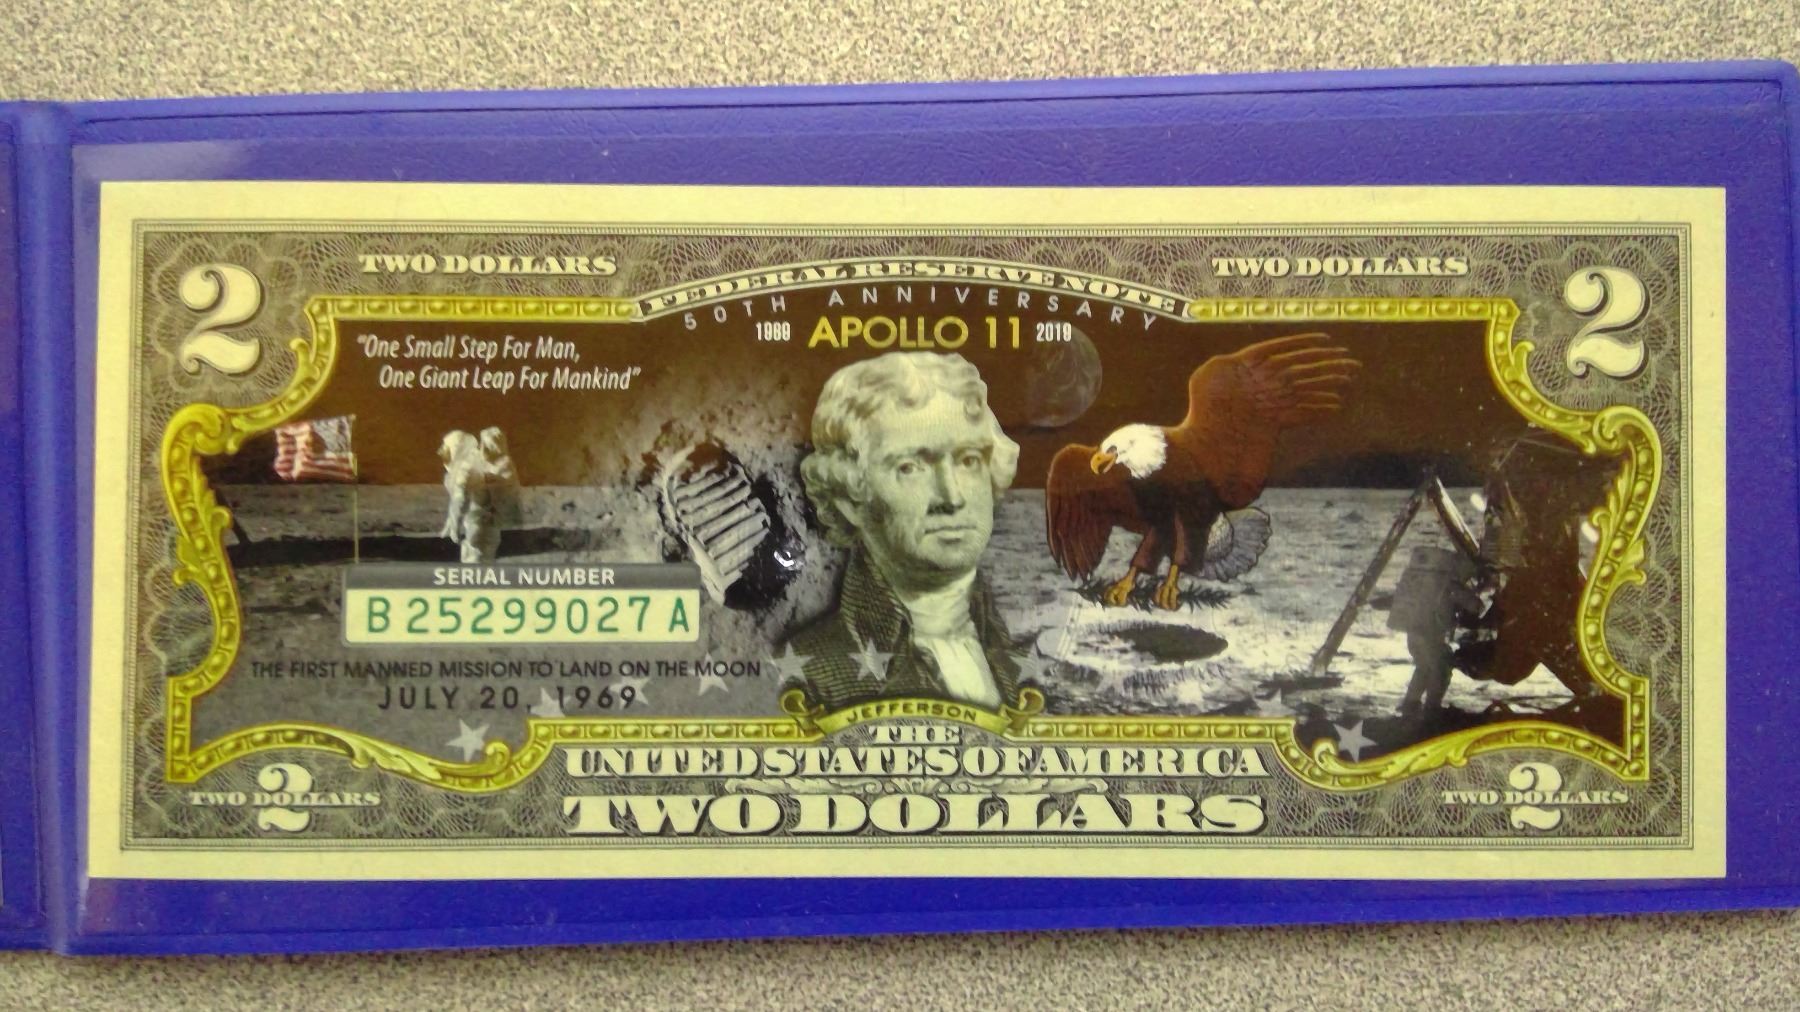 TWO DOLLARS
TWO DOLLARS
2
2
FEDERAL RESERVE NOTE
50TH ANNIVERSARY
1969 APOLLO 11 2019
"One Small Step For Man,
One Giant Leap For Mankind"
SERIAL NUMBER
B 25299027 A
THE FIRST MANNED MISSION TO LAND ON THE MOON
JULY 20, 1969
JEFFERSON
THE
UNITED STATES OF AMERICA
TWO DOLLARS
2
TWO DOLLARS
2
TWO DOLLARS